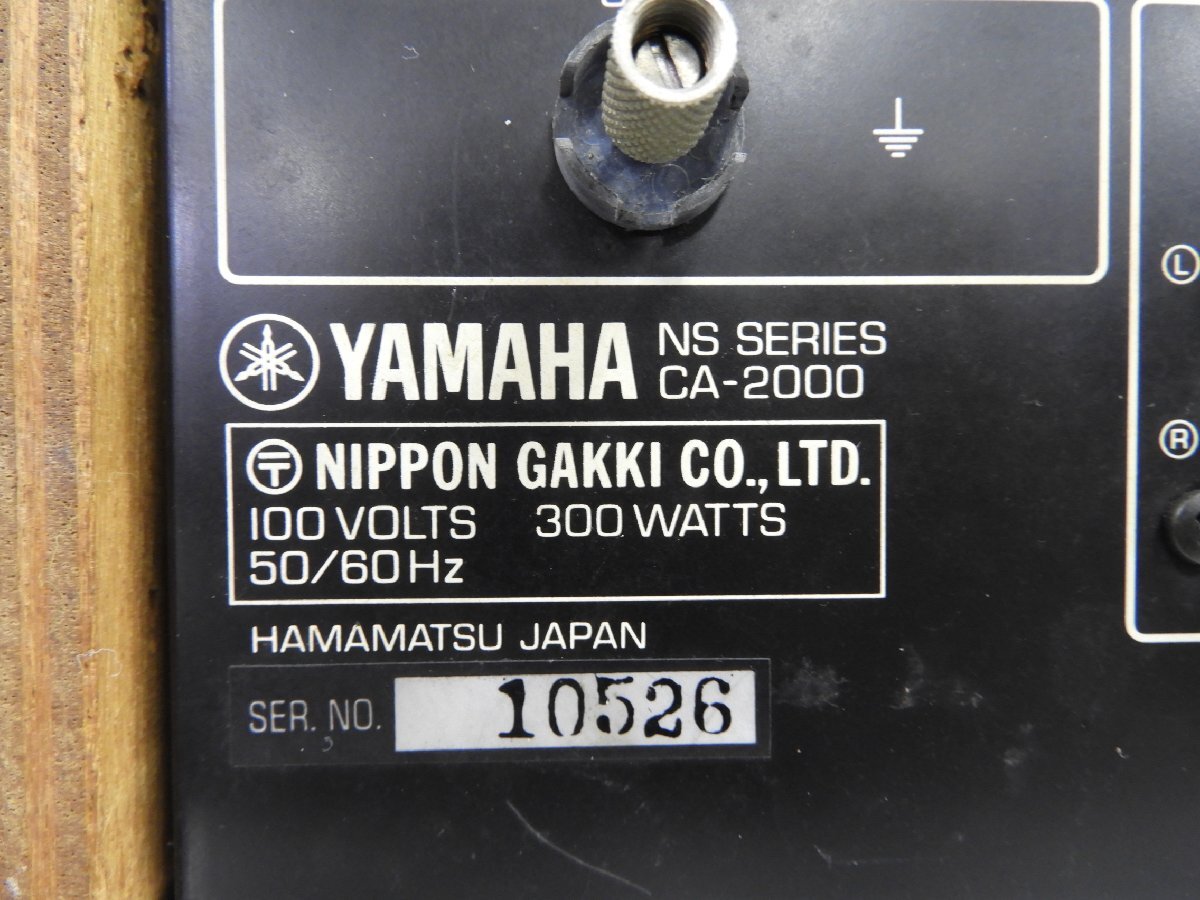 YAMAHA NS SERIES
CA-2000
NIPPON GAKKI CO., LTD.
100 VOLTS 300 WATTS
50/60 Hz
HAMAMATSU JAPAN
SER. NO. 10526
L
R